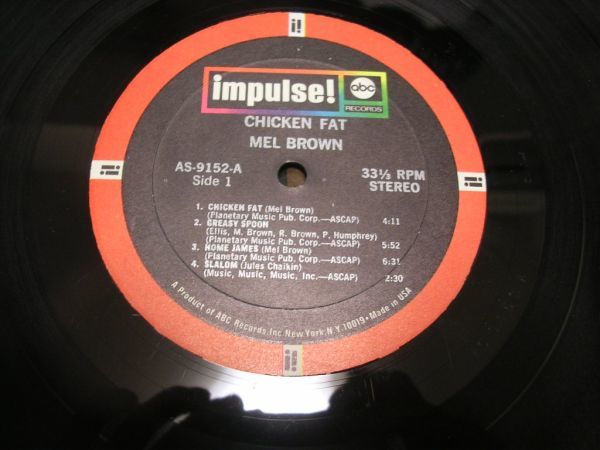 impulse!
abc
RECORDS
CHICKEN FAT
MEL BROWN
AS-9152-A
Side 1
33⅓ RPM
STEREO
1. CHICKEN FAT (Mel Brown)
(Planetary Music Pub. Corp.—ASCAP) 4:11
2. GREASY SPOON
(Ellis, M. Brown, R. Brown, P. Humphrey)
(Planetary Music Pub. Corp.—ASCAP) 5:52
3. HOME JAMES (Mel Brown)
(Planetary Music Pub. Corp.—ASCAP) 6:31
4. SLALOM (Jules Chaikin)
(Music, Music, Music, Inc.—ASCAP) 2:30
A Product of ABC Records, Inc. New York, N.Y. 10019 • Made in USA